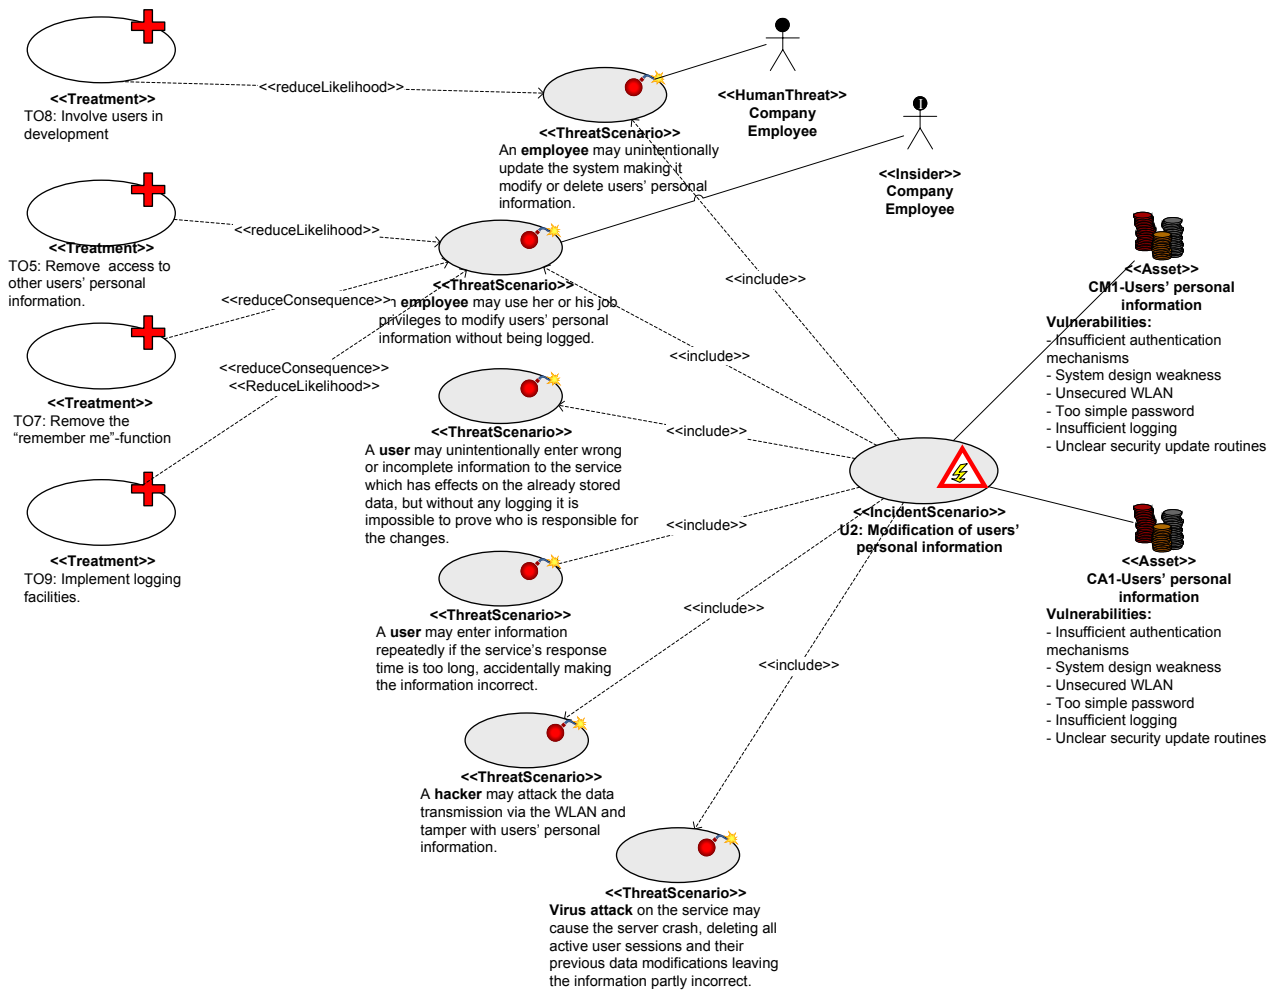 <<Treatment>>
TO8: Involve users in
development
<<reduceLikelihood>>
<<ThreatScenario>>
An employee may unintentionally
update the system making it
modify or delete users' personal
information.
<<HumanThreat>>
Company
Employee
I
<<Insider>>
Company
Employee
<<Treatment>>
TO5: Remove access to
other users' personal
information.
<<reduceLikelihood>>
<<reduceConsequence>>
<<ThreatScenario>>
n employee may use her or his job
privileges to modify users' personal
information without being logged.
<<include>>
<<include>>
<<Asset>>
CM1-Users' personal
information
Vulnerabilities:
- Insufficient authentication
mechanisms
- System design weakness
- Unsecured WLAN
- Too simple password
- Insufficient logging
- Unclear security update routines
<<Treatment>>
TO7: Remove the
"remember me"-function
<<reduceConsequence>>
<<ReduceLikelihood>>
<<ThreatScenario>>
A user may unintentionally enter wrong
or incomplete information to the service
which has effects on the already stored
data, but without any logging it is
impossible to prove who is responsible for
the changes.
<<include>>
<<IncidentScenario>>
U2: Modification of users'
personal information
<<Treatment>>
TO9: Implement logging
facilities.
<<include>>
<<Asset>>
CA1-Users' personal
information
Vulnerabilities:
- Insufficient authentication
mechanisms
- System design weakness
- Unsecured WLAN
- Too simple password
- Insufficient logging
- Unclear security update routines
<<ThreatScenario>>
A user may enter information
repeatedly if the service's response
time is too long, accidentally making
the information incorrect.
<<include>>
<<include>>
<<ThreatScenario>>
A hacker may attack the data
transmission via the WLAN and
tamper with users' personal
information.
<<ThreatScenario>>
Virus attack on the service may
cause the server crash, deleting all
active user sessions and their
previous data modifications leaving
the information partly incorrect.